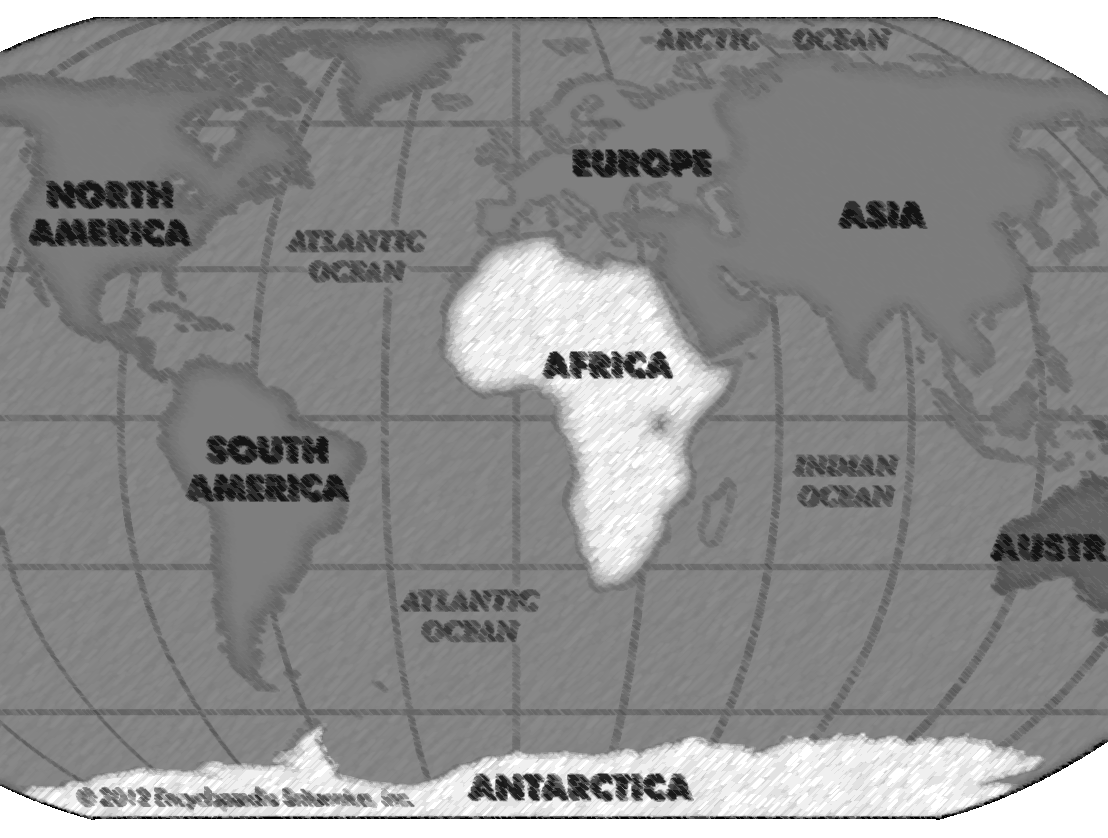 ARCTIC OCEAN
EUROPE
NORTH
AMERICA
ASIA
ATLANTIC
OCEAN
AFRICA
SOUTH
AMERICA
INDIAN
OCEAN
AUSTR
ATLANTIC
OCEAN
ANTARCTICA
© 2012 Encyclopædia Britannica, Inc.